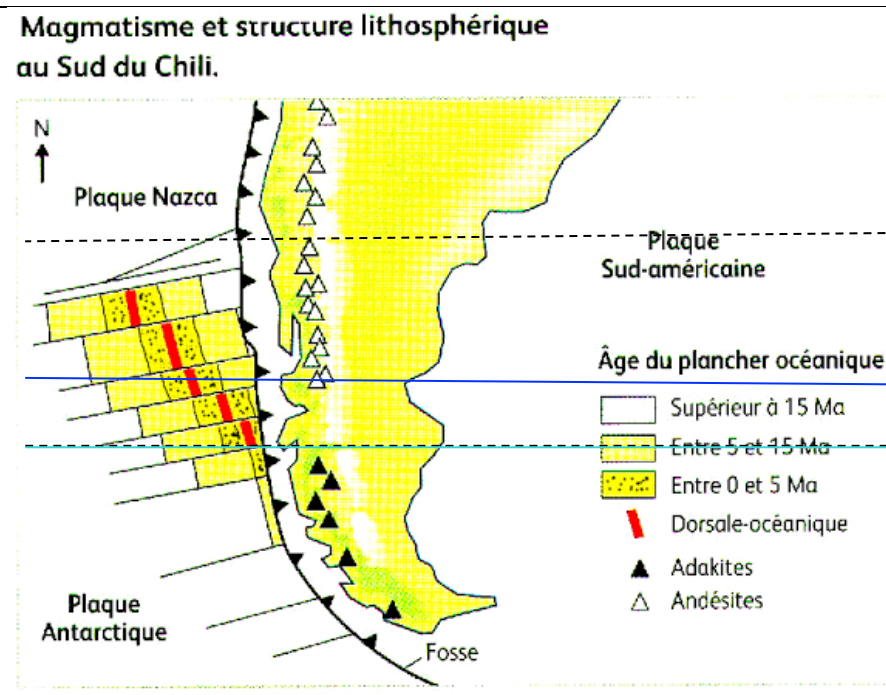 Magmatisme et structure lithosphérique
au Sud du Chili.
N
Plaque Nazca
Plaque
Sud-américaine
Âge du plancher océanique
Supérieur à 15 Ma
Entre 5 et 15 Ma
Entre 0 et 5 Ma
Dorsale-océanique
Adakites
Andésites
Plaque
Antarctique
Fosse